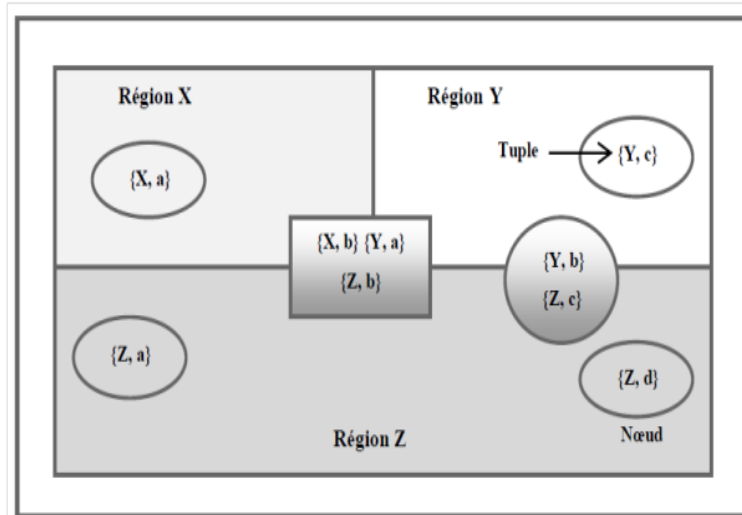 Région X
Région Y
Tuple
{Y, c}
{X, a}
{X, b} {Y, a}
{Z, b}
{Y, b}
{Z, c}
{Z, a}
{Z, d}
Région Z
Nœud